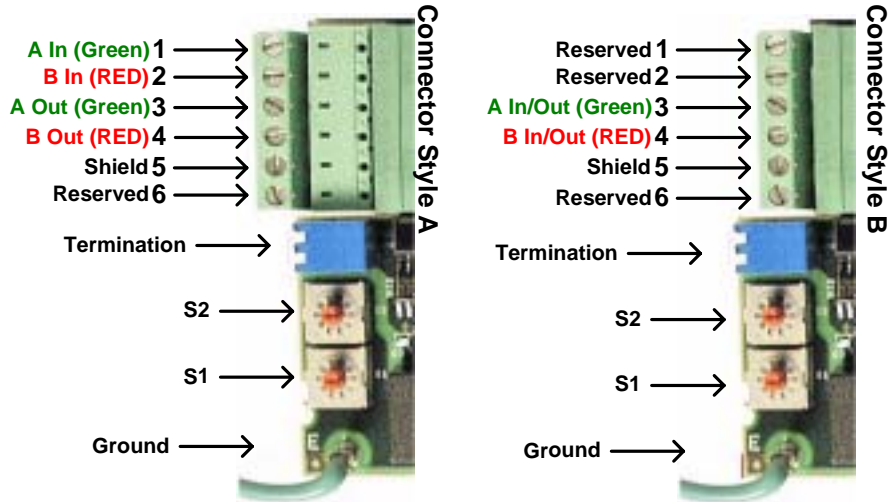 A In (Green) 1
B In (RED) 2
A Out (Green) 3
B Out (RED) 4
Shield 5
Reserved 6
Termination
S2
S1
Ground
E
Connector Style A
Reserved 1
Reserved 2
A In/Out (Green) 3
B In/Out (RED) 4
Shield 5
Reserved 6
Termination
S2
S1
Ground
E
Connector Style B